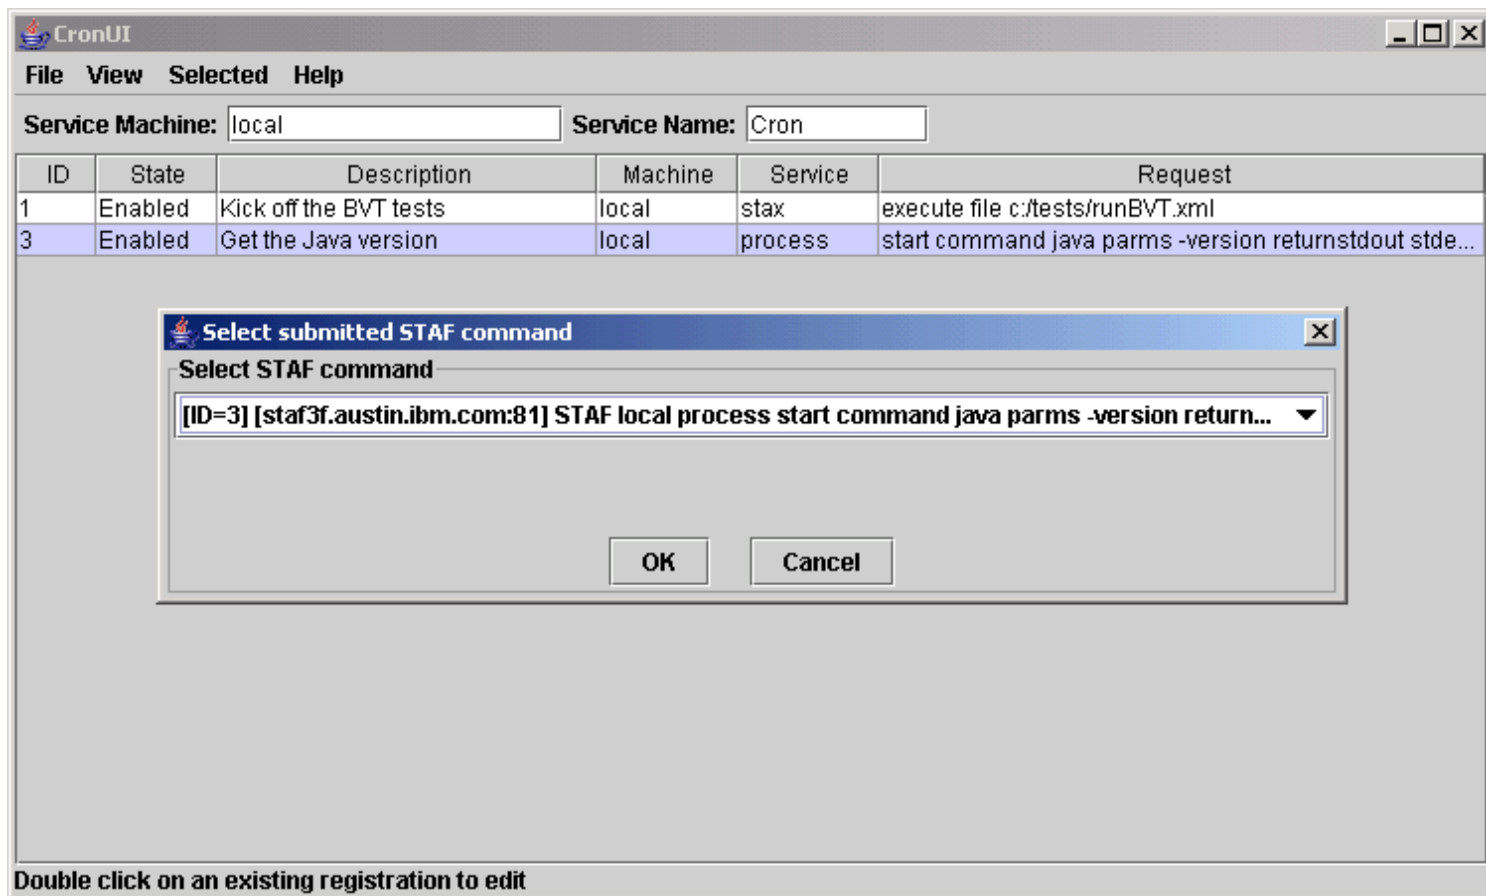 CronUI
File View Selected Help
Service Machine: local Service Name: Cron
ID State Description Machine Service Request
1 Enabled Kick off the BVT tests local stax execute file c:/tests/runBVT.xml
3 Enabled Get the Java version local process start command java parms -version returnstdout stde...
Select submitted STAF command
Select STAF command
[ID=3] [staf3f.austin.ibm.com:81] STAF local process start command java parms -version return...
OK Cancel
Double click on an existing registration to edit